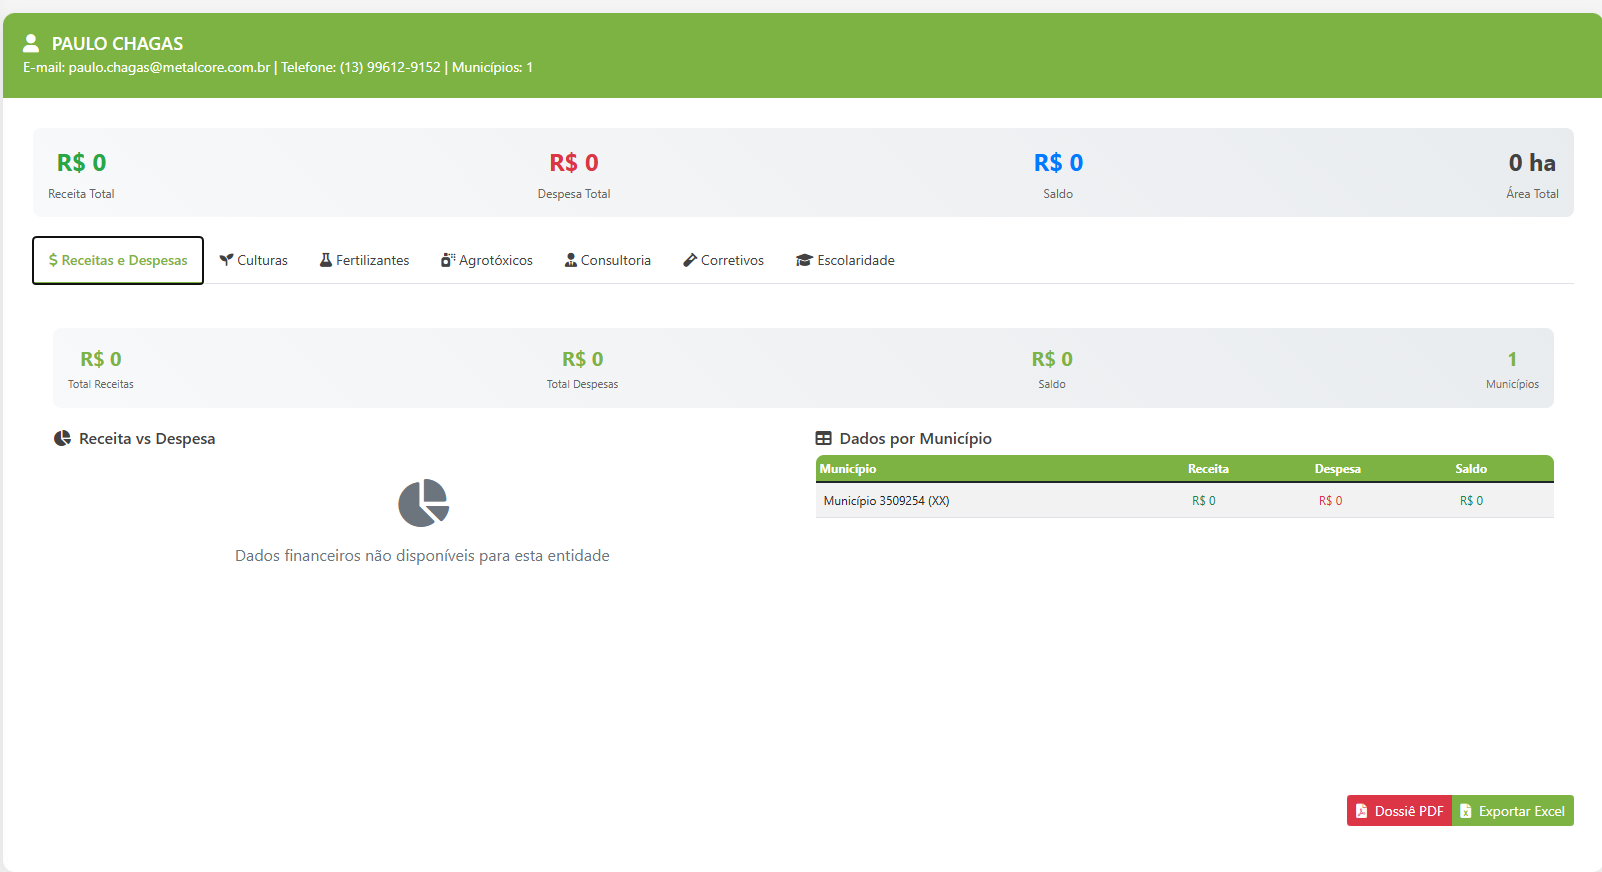 PAULO CHAGAS
E-mail: paulo.chagas@metalcore.com.br | Telefone: (13) 99612-9152 | Municípios: 1
R$ 0
Receita Total
R$ 0
Despesa Total
R$ 0
Saldo
0 ha
Área Total
Receitas e Despesas
Culturas
Fertilizantes
Agrotóxicos
Consultoria
Corretivos
Escolaridade
R$ 0
Total Receitas
R$ 0
Total Despesas
R$ 0
Saldo
1
Municípios
Receita vs Despesa
Dados financeiros não disponíveis para esta entidade
Dados por Município
Município Receita Despesa Saldo
Município 3509254 (XX) R$ 0 R$ 0 R$ 0
Dossiê PDF
Exportar Excel